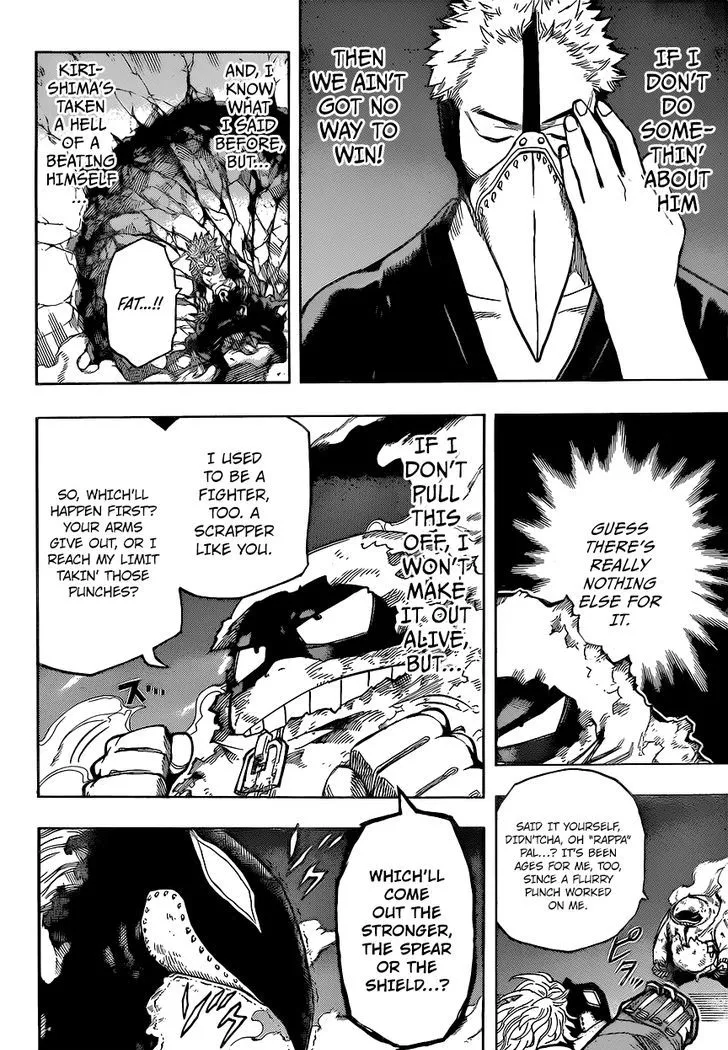 IF I
DON'T
DO
SOME-
THIN'
ABOUT
HIM
THEN
WE AIN'T
GOT NO
WAY TO
WIN!
AND, I
KNOW
WHAT
I SAID
BEFORE,
BUT...
KIRI-
SHIMA'S
TAKEN
A HELL
OF A
BEATING
HIMSELF
...
FAT...!!
GUESS
THERE'S
REALLY
NOTHING
ELSE FOR
IT.
IF I
DON'T
PULL
THIS
OFF, I
WON'T
MAKE
IT OUT
ALIVE,
BUT...
I USED
TO BE A
FIGHTER,
TOO. A
SCRAPPER
LIKE YOU.
SO, WHICH'LL
HAPPEN FIRST?
YOUR ARMS
GIVE OUT, OR I
REACH MY LIMIT
TAKIN' THOSE
PUNCHES?
ズズ
SAID IT YOURSELF,
DIDN'TCHA, OH "RAPPA"
PAL...? IT'S BEEN
AGES FOR ME, TOO,
SINCE A FLURRY
PUNCH WORKED
ON ME.
ピタ
WHICH'LL
COME
OUT THE
STRONGER,
THE SPEAR
OR THE
SHIELD...?